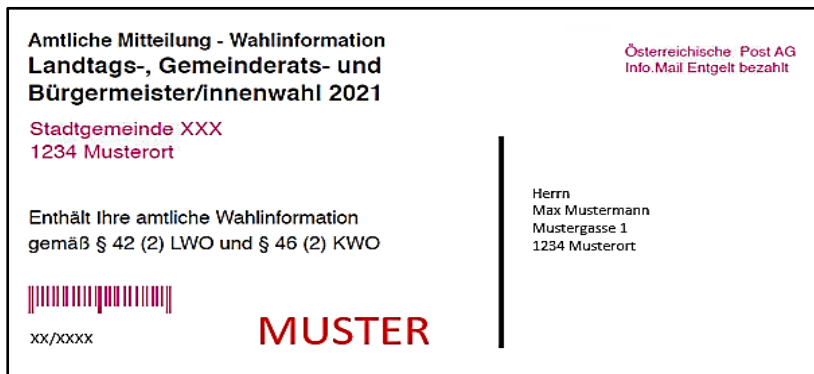 Amtliche Mitteilung - Wahlinformation
Landtags-, Gemeinderats- und
Bürgermeister/innenwahl 2021
Stadtgemeinde XXX
1234 Musterort
Österreichische Post AG
Info.Mail Entgelt bezahlt
Enthält Ihre amtliche Wahlinformation
gemäß § 42 (2) LWO und § 46 (2) KWO
Herrn
Max Mustermann
Mustergasse 1
1234 Musterort
xx/xxxx
MUSTER